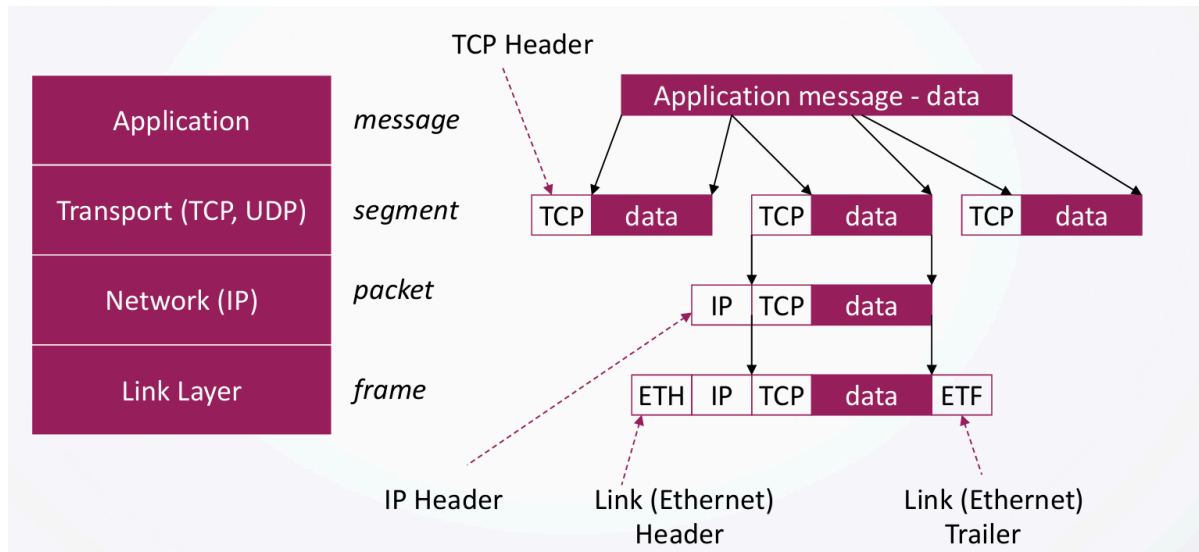 TCP Header
Application message - data
Application
message
Transport (TCP, UDP)
segment
TCP data
TCP data
TCP data
Network (IP)
packet
IP TCP data
Link Layer
frame
ETH IP TCP data ETF
IP Header
Link (Ethernet)
Header
Link (Ethernet)
Trailer